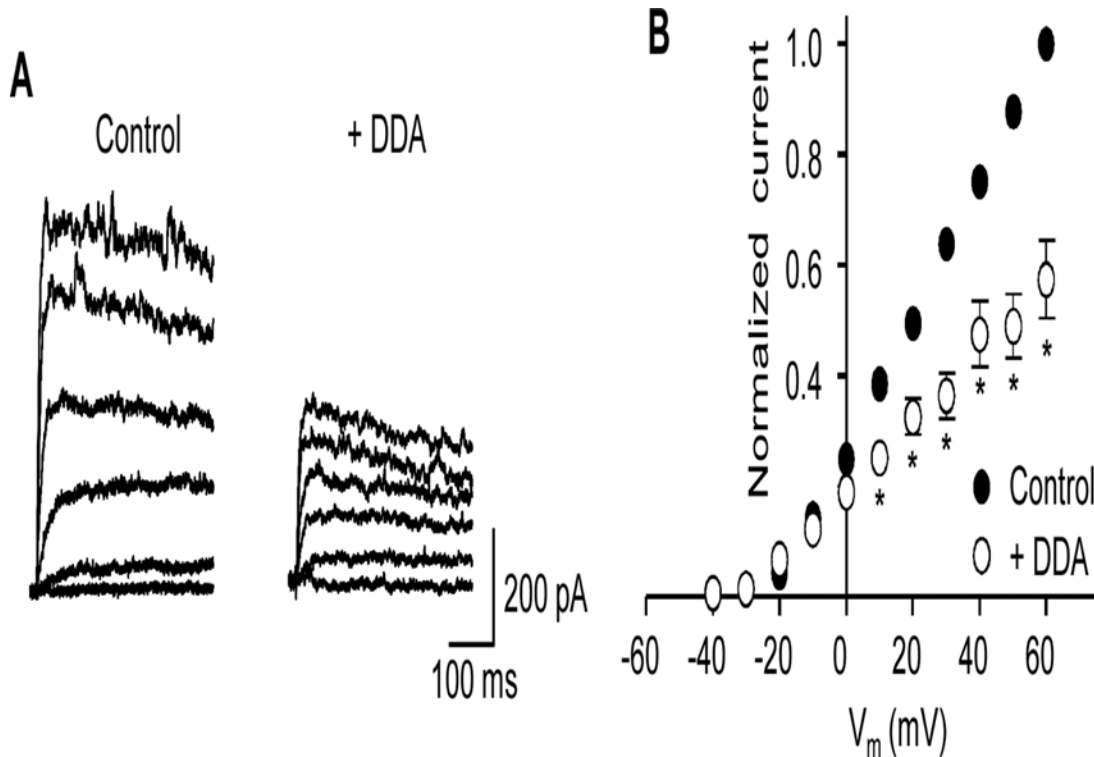 A
Control
+ DDA
200 pA
100 ms
B
Normalized current
1.0
0.8
0.6
0.4
*
*
*
*
*
*
Control
+ DDA
-60 -40 -20 0 20 40 60
Vm (mV)